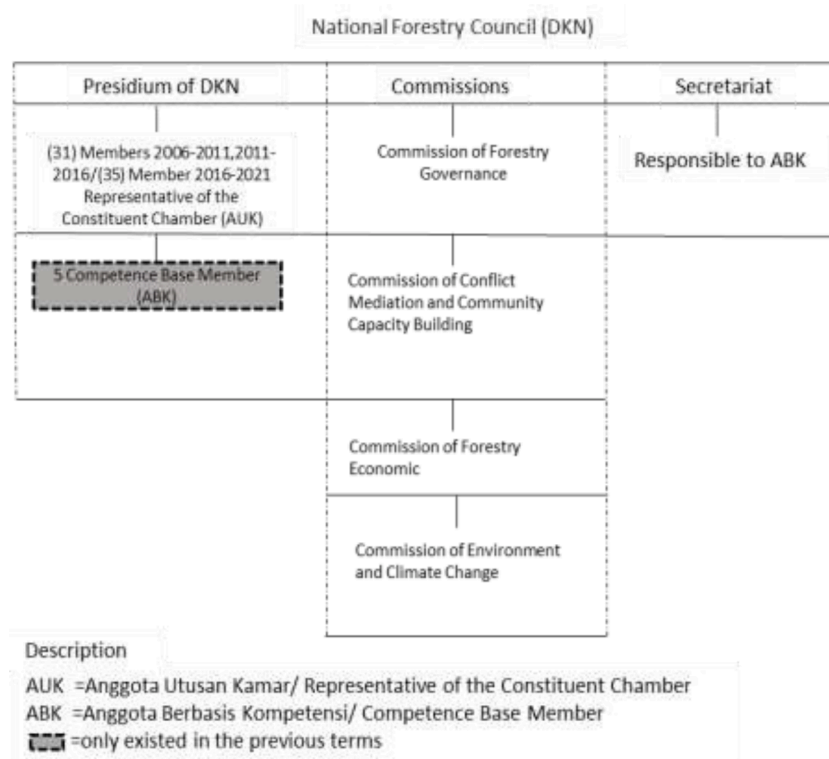 National Forestry Council (DKN)
Presidium of DKN
Commissions
Secretariat
(31) Members 2006-2011,2011-
2016/(35) Member 2016-2021
Representative of the
Constituent Chamber (AUK)
Commission of Forestry
Governance
Responsible to ABK
5 Competence Base Member
(ABK)
Commission of Conflict
Mediation and Community
Capacity Building
Commission of Forestry
Economic
Commission of Environment
and Climate Change
Description
AUK =Anggota Utusan Kamar/ Representative of the Constituent Chamber
ABK =Anggota Berbasis Kompetensi/ Competence Base Member
=only existed in the previous terms